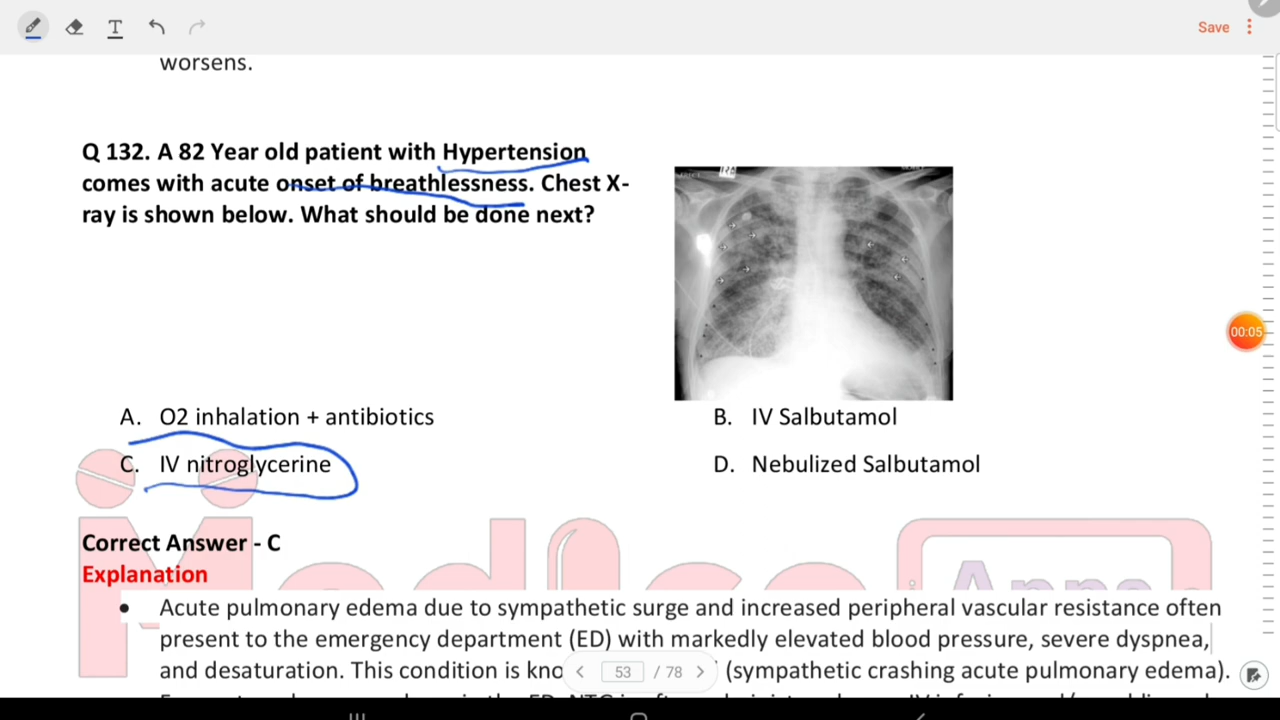 Save
worsens.
Q 132. A 82 Year old patient with Hypertension
comes with acute onset of breathlessness. Chest X-
ray is shown below. What should be done next?
00:05
A. O2 inhalation + antibiotics
B. IV Salbutamol
C. IV nitroglycerine
D. Nebulized Salbutamol
Correct Answer - C
Explanation
• Acute pulmonary edema due to sympathetic surge and increased peripheral vascular resistance often
present to the emergency department (ED) with markedly elevated blood pressure, severe dyspnea,
and desaturation. This condition is (sympathetic crashing acute pulmonary edema).
53 / 78